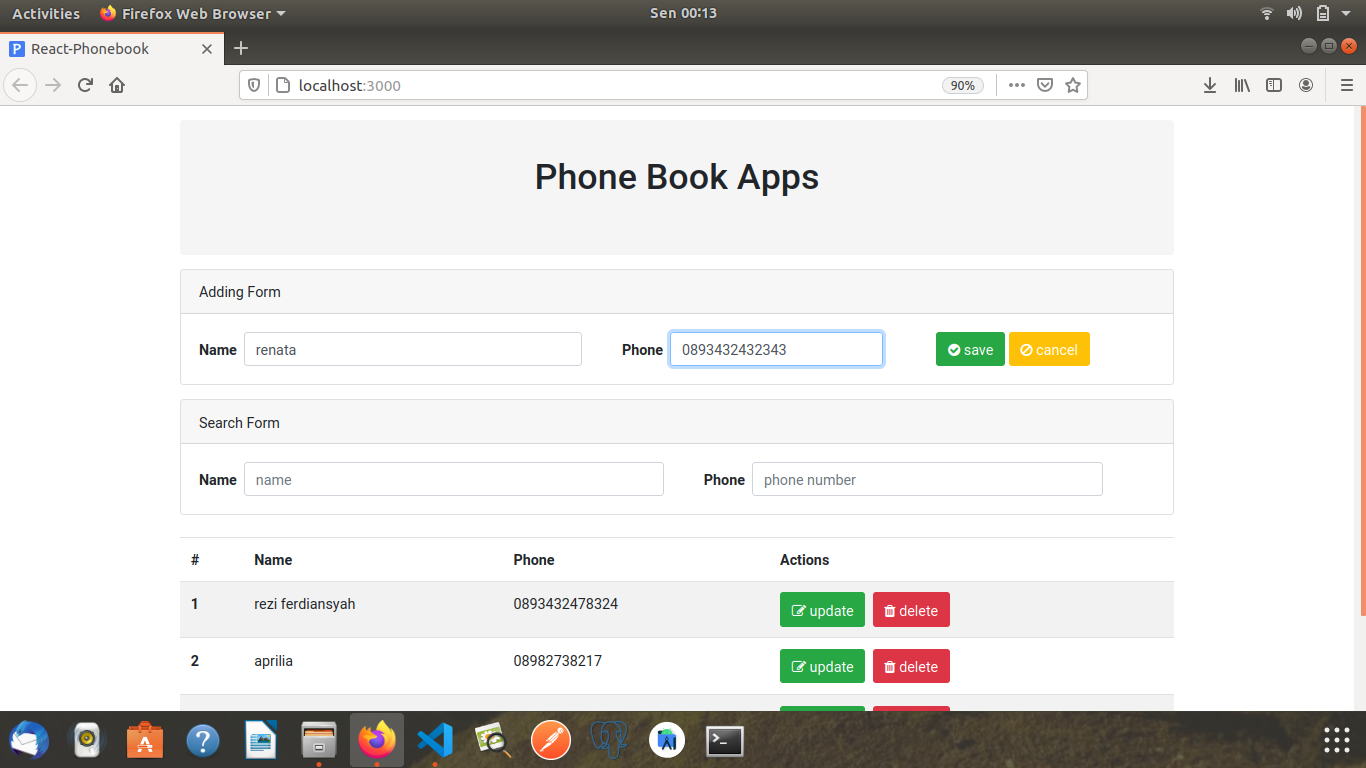 Activities Firefox Web Browser Sen 00:13
P React-Phonebook
localhost:3000 90%
Phone Book Apps
Adding Form
Name renata Phone 0893432432343 save cancel
Search Form
Name name Phone phone number
# Name Phone Actions
1 rezi ferdiansyah 0893432478324 update delete
2 aprilia 08982738217 update delete